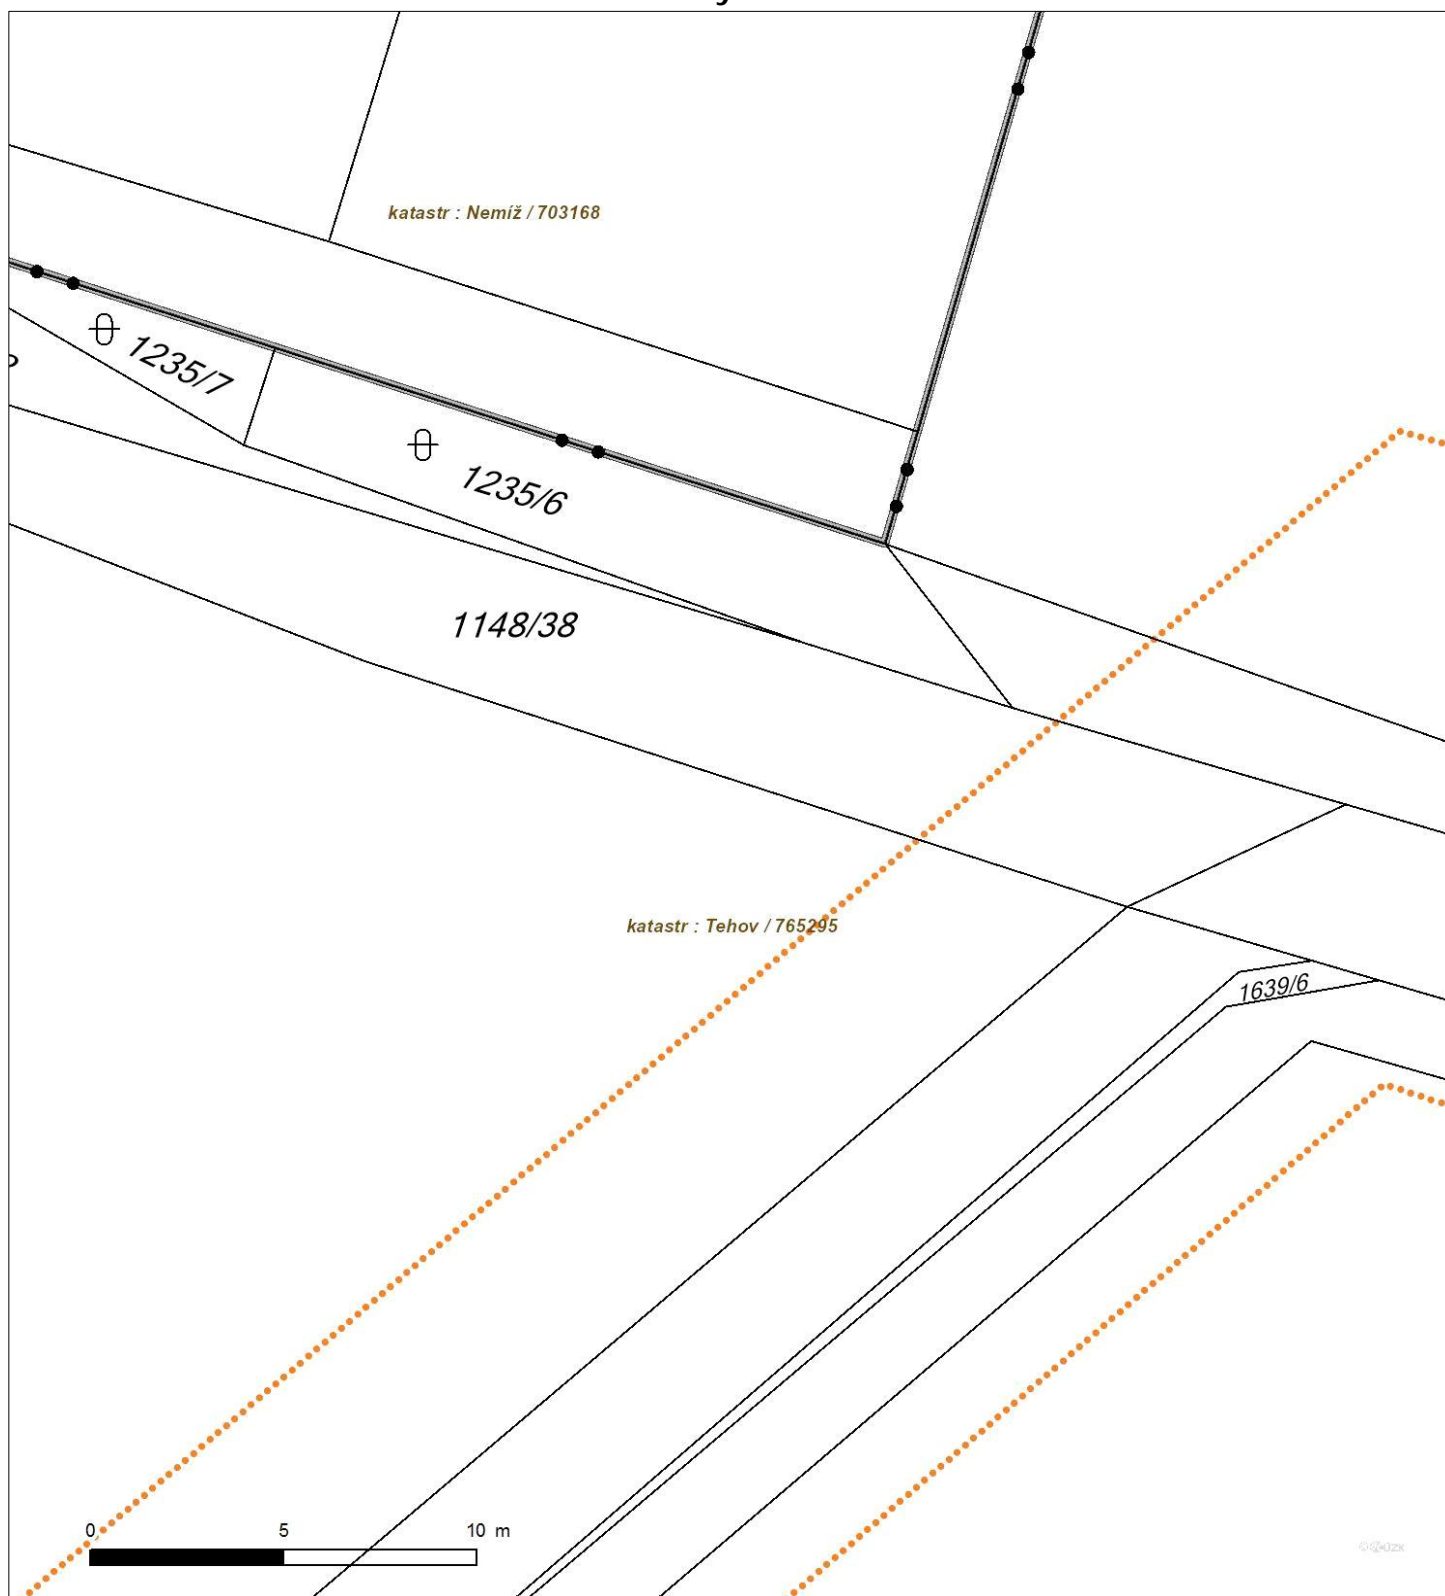 katastr : Nemíž / 703168
1235/7
1235/6
1148/38
katastr : Tehov / 765295
1639/6
0 5 10 m